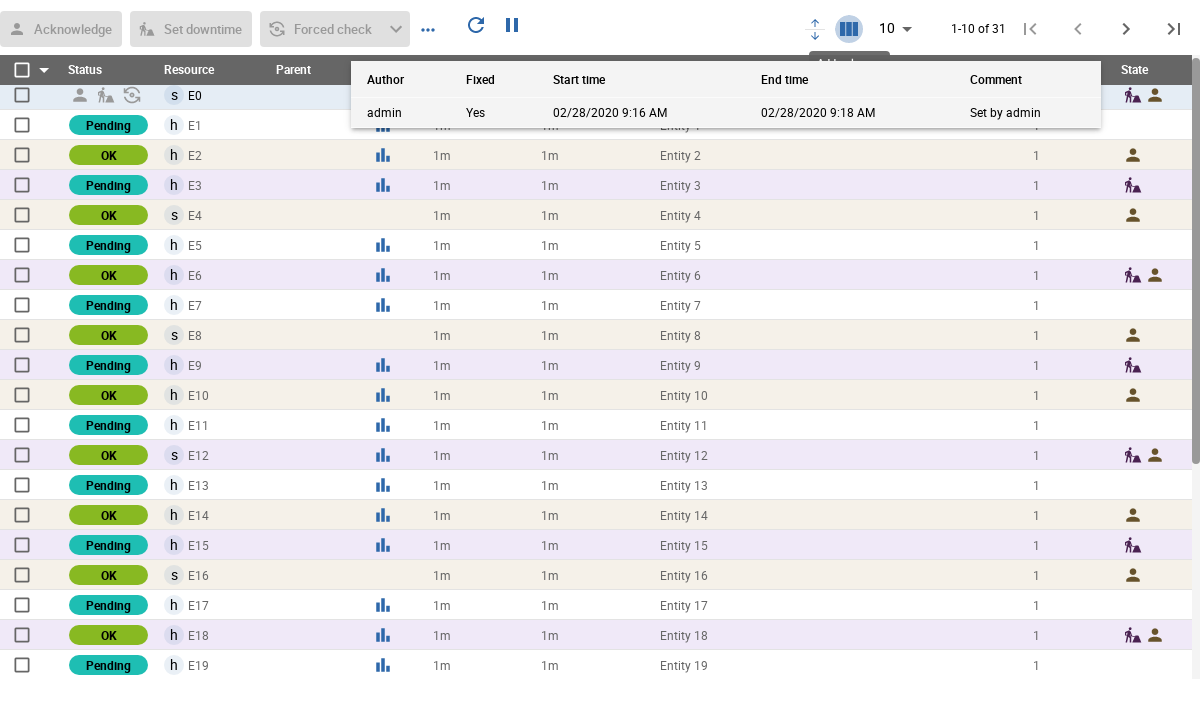 Acknowledge Set downtime Forced check 10 1-10 of 31
Status Resource Parent State
Author Fixed Start time End time Comment
admin Yes 02/28/2020 9:16 AM 02/28/2020 9:18 AM Set by admin
s E0
Pending h E1
OK h E2 1m 1m Entity 2 1
Pending h E3 1m 1m Entity 3 1
OK s E4 1m 1m Entity 4 1
Pending h E5 1m 1m Entity 5 1
OK h E6 1m 1m Entity 6 1
Pending h E7 1m 1m Entity 7 1
OK s E8 1m 1m Entity 8 1
Pending h E9 1m 1m Entity 9 1
OK h E10 1m 1m Entity 10 1
Pending h E11 1m 1m Entity 11 1
OK s E12 1m 1m Entity 12 1
Pending h E13 1m 1m Entity 13 1
OK h E14 1m 1m Entity 14 1
Pending h E15 1m 1m Entity 15 1
OK s E16 1m 1m Entity 16 1
Pending h E17 1m 1m Entity 17 1
OK h E18 1m 1m Entity 18 1
Pending h E19 1m 1m Entity 19 1